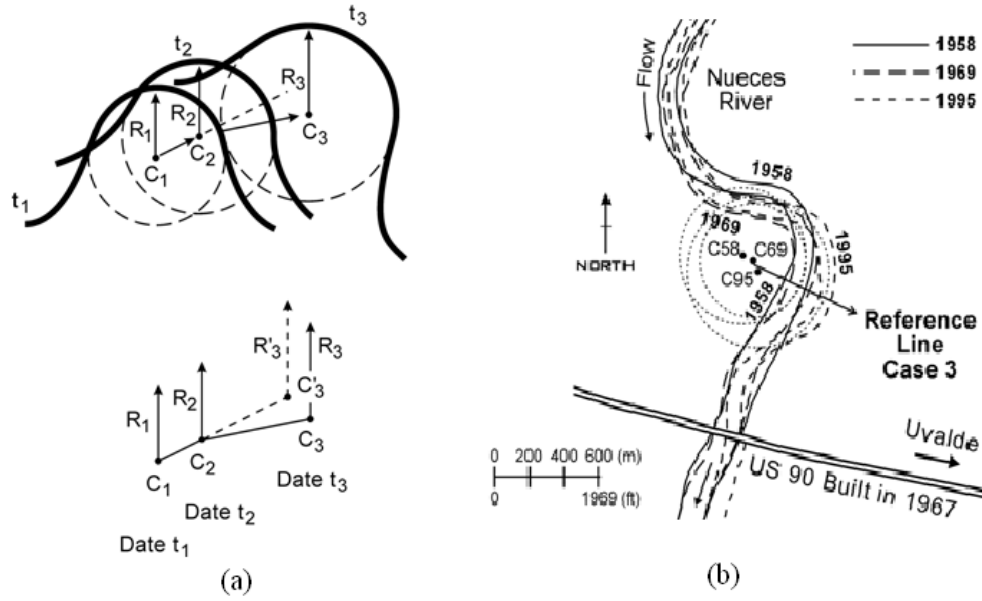 t₃
t₂
R₃
R₂
R₁
C₃
C₂
C₁
t₁
R'₃
R₃
R₂
R₁
C'₃
C₃
C₂
C₁
Date t₃
Date t₂
Date t₁
(a)
1958
1969
1995
Flow
Nueces
River
1958
1969
1995
C58
C69
C95
1958
NORTH
Reference
Line
Case 3
Uvalde
US 90 Built in 1967
0 200 400 600 (m)
0 1969 (ft)
(b)